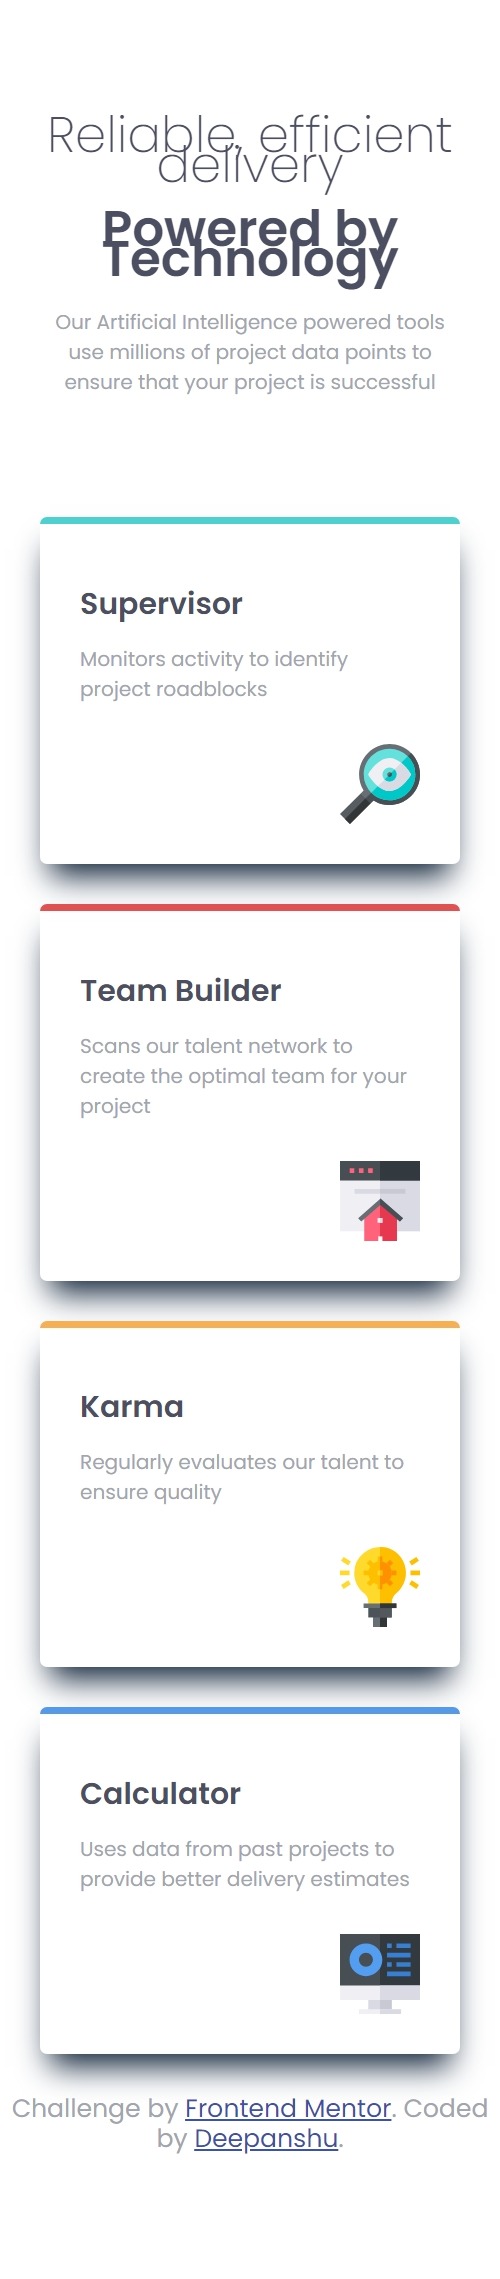 Reliable, efficient
delivery
Powered by
Technology
Our Artificial Intelligence powered tools
use millions of project data points to
ensure that your project is successful
Supervisor
Monitors activity to identify
project roadblocks
Team Builder
Scans our talent network to
create the optimal team for your
project
Karma
Regularly evaluates our talent to
ensure quality
Calculator
Uses data from past projects to
provide better delivery estimates
Challenge by Frontend Mentor. Coded
by Deepanshu.